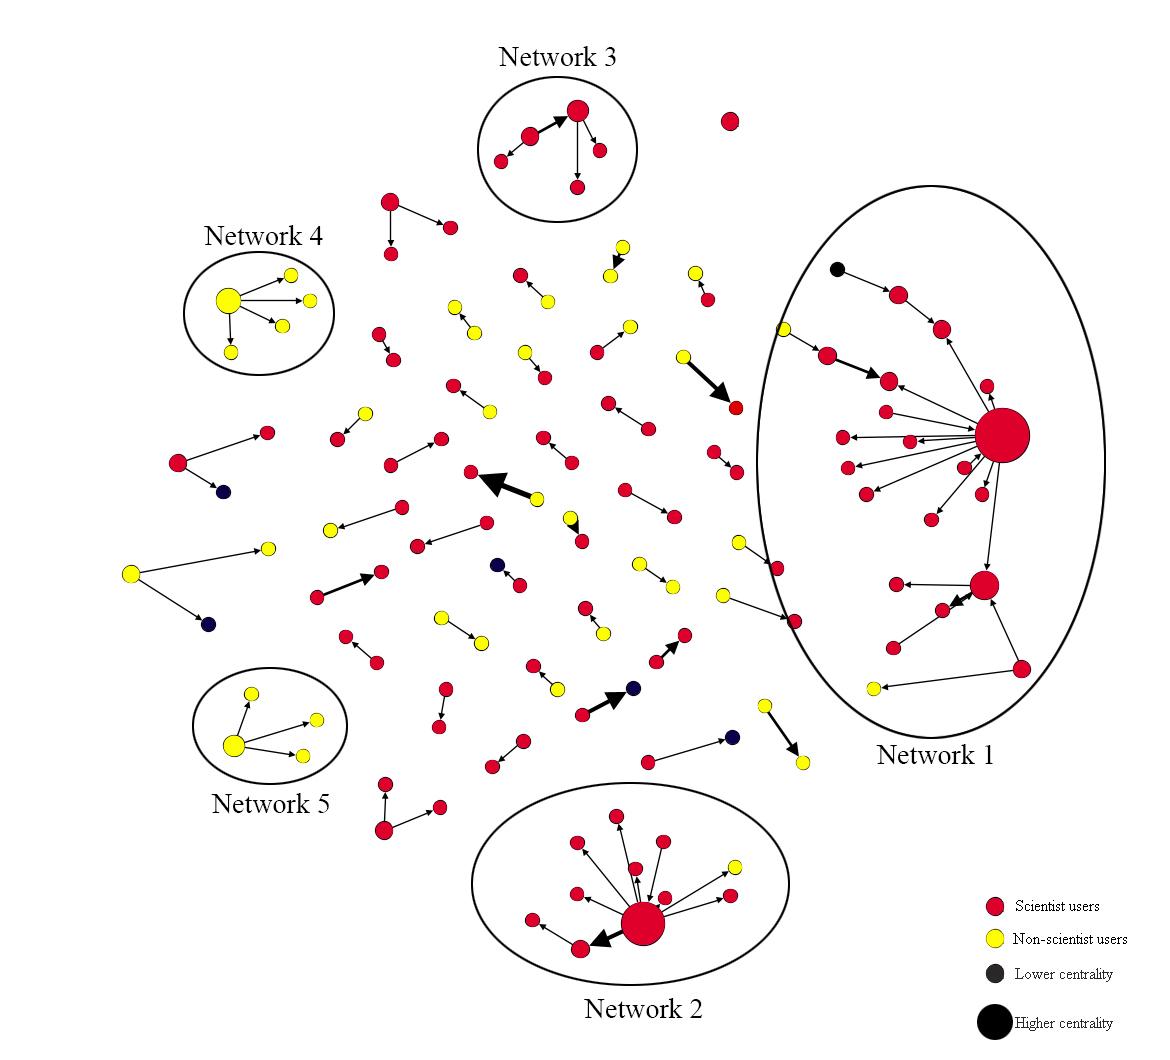 Network 3
Network 4
Network 1
Network 5
Network 2
Scientist users
Non-scientist users
Lower centrality
Higher centrality